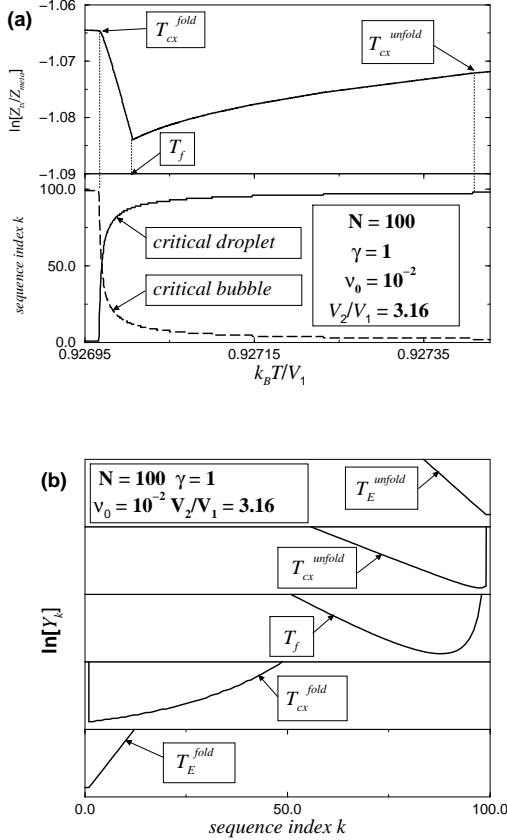 (a)
−1.06
−1.07
−1.08
−1.09
ln[Z_ts/Z_meta]
T_cx^fold
T_cx^unfold
T_f
100.0
50.0
0.0
sequence index k
critical droplet
critical bubble
N = 100
γ = 1
ν_0 = 10^-2
V_2/V_1 = 3.16
0.92695 0.92715 0.92735
k_B T/V_1
(b)
N = 100 γ = 1
ν_0 = 10^-2 V_2/V_1 = 3.16
T_E^unfold
T_cx^unfold
T_f
T_cx^fold
T_E^fold
ln[Y_k]
0.0 50.0 100.0
sequence index k